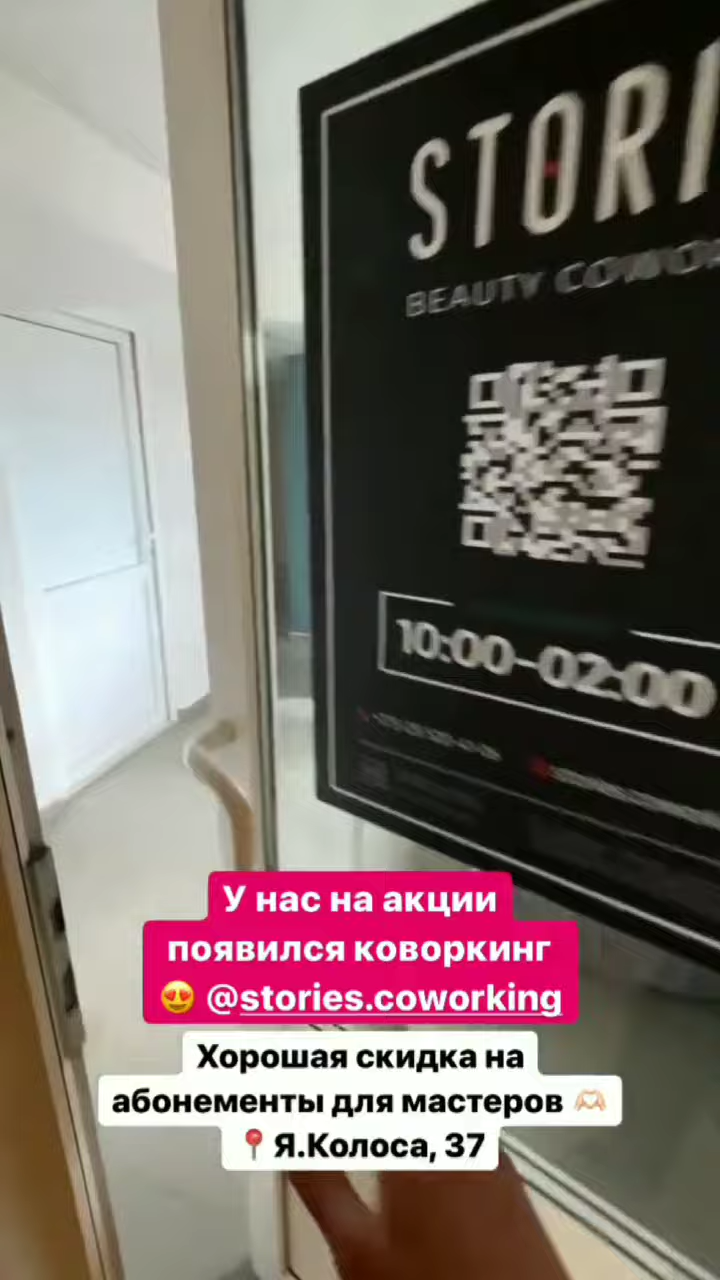 STORI
BEAUTY COWO
10:00-02:00
У нас на акции
появился коворкинг
😍 @stories.coworking
Хорошая скидка на
абонементы для мастеров 🫶🏻
📍Я.Колоса, 37